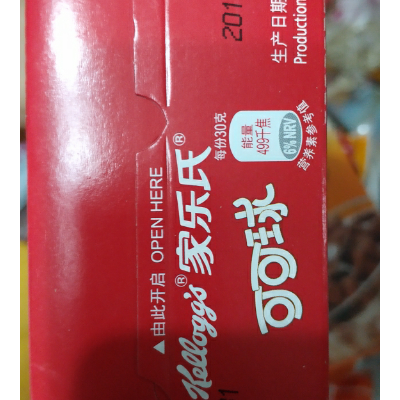 ▲由此开启 OPEN HERE
Kellogg's® 家乐氏®
可可球
每份30克
能量
499千焦
6% NRV
营养素参考值
生产日期
Production
201